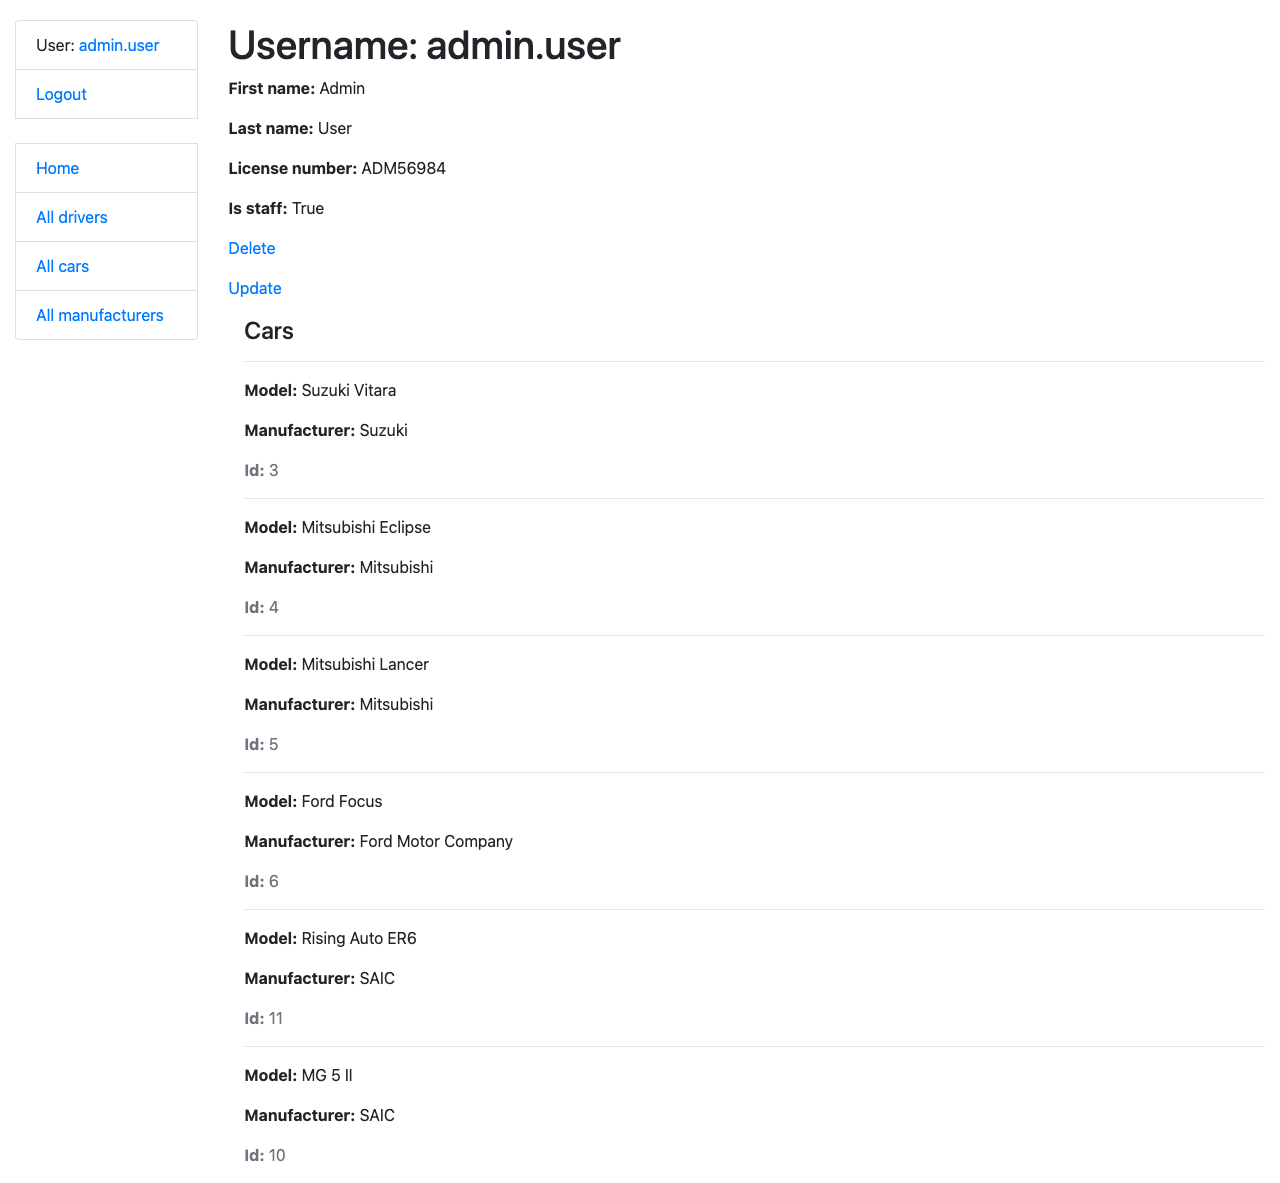 User: admin.user
Logout
Home
All drivers
All cars
All manufacturers
Username: admin.user
First name: Admin
Last name: User
License number: ADM56984
Is staff: True
Delete
Update
Cars
Model: Suzuki Vitara
Manufacturer: Suzuki
Id: 3
Model: Mitsubishi Eclipse
Manufacturer: Mitsubishi
Id: 4
Model: Mitsubishi Lancer
Manufacturer: Mitsubishi
Id: 5
Model: Ford Focus
Manufacturer: Ford Motor Company
Id: 6
Model: Rising Auto ER6
Manufacturer: SAIC
Id: 11
Model: MG 5 II
Manufacturer: SAIC
Id: 10